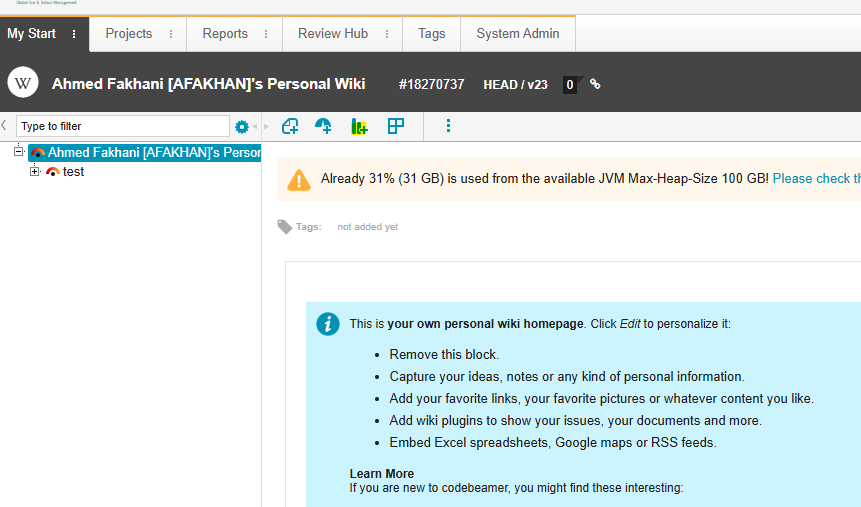 My Start Projects Reports Review Hub Tags System Admin
W Ahmed Fakhani [AFAKHAN]'s Personal Wiki #18270737 HEAD / v23 0
Type to filter
Ahmed Fakhani [AFAKHAN]'s Person
test
Already 31% (31 GB) is used from the available JVM Max-Heap-Size 100 GB! Please check th
Tags: not added yet
This is your own personal wiki homepage. Click Edit to personalize it:
• Remove this block.
• Capture your ideas, notes or any kind of personal information.
• Add your favorite links, your favorite pictures or whatever content you like.
• Add wiki plugins to show your issues, your documents and more.
• Embed Excel spreadsheets, Google maps or RSS feeds.
Learn More
If you are new to codebeamer, you might find these interesting: